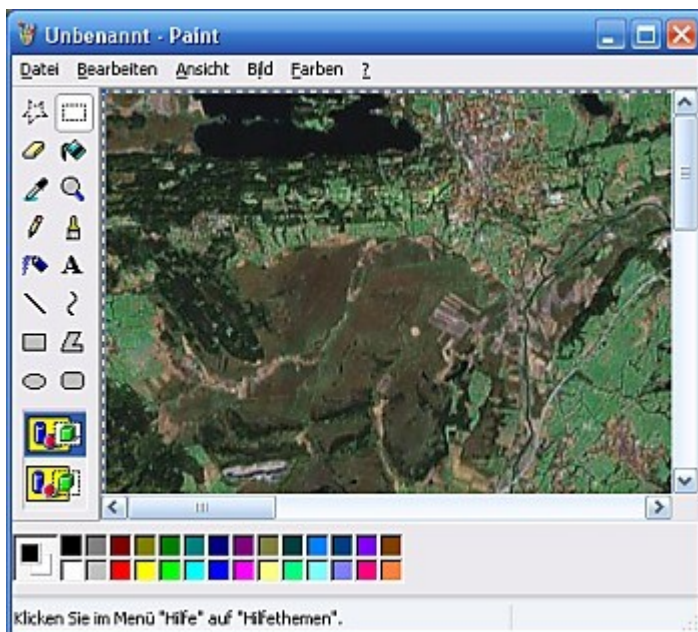 Unbenannt - Paint
Datei Bearbeiten Ansicht Bild Farben ?
A
Klicken Sie im Menü "Hilfe" auf "Hilfethemen".